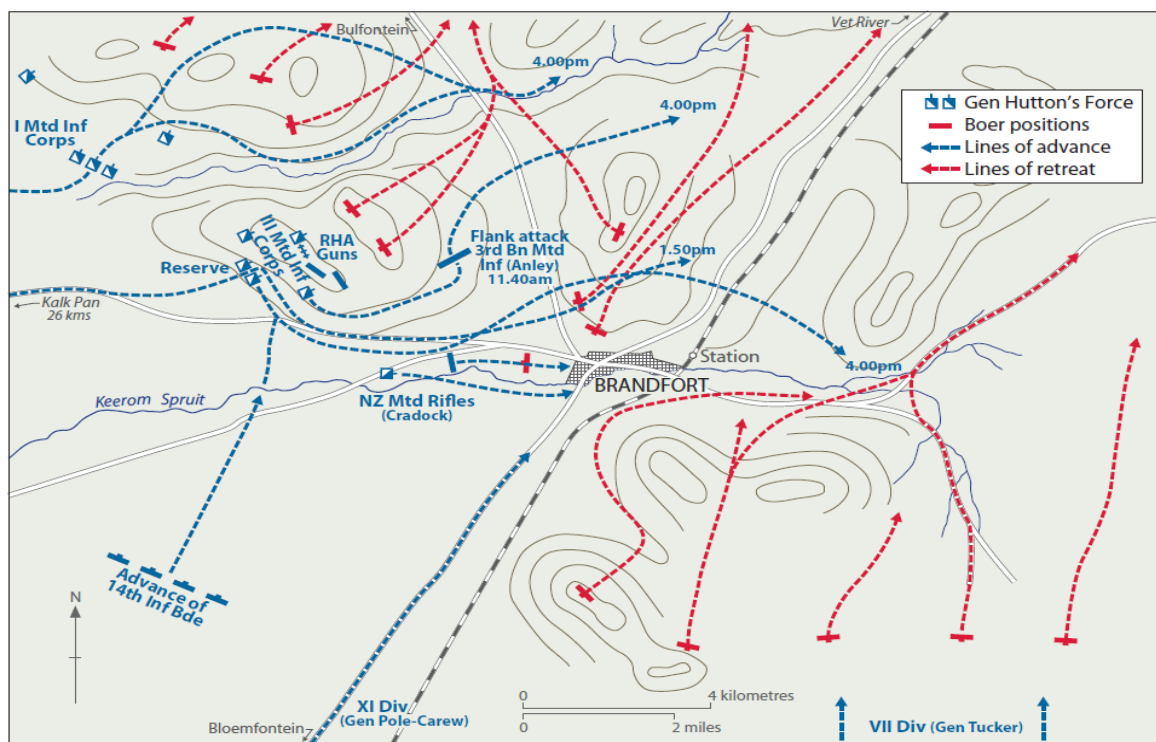 Bulfontein
Vet River
4.00pm
I Mtd Inf
Corps
4.00pm
Gen Hutton's Force
Boer positions
Lines of advance
Lines of retreat
III Mtd Inf
Corps
RHA
Guns
Flank attack
3rd Bn Mtd
Inf (Anley)
11.40am
1.50pm
Reserve
Kalk Pan
26 kms
Station
BRANDFORT
4.00pm
Keerom Spruit
NZ Mtd Rifles
(Cradock)
Advance of
14th Inf Bde
N
0 4 kilometres
0 2 miles
XI Div
(Gen Pole-Carew)
Bloemfontein
VII Div (Gen Tucker)